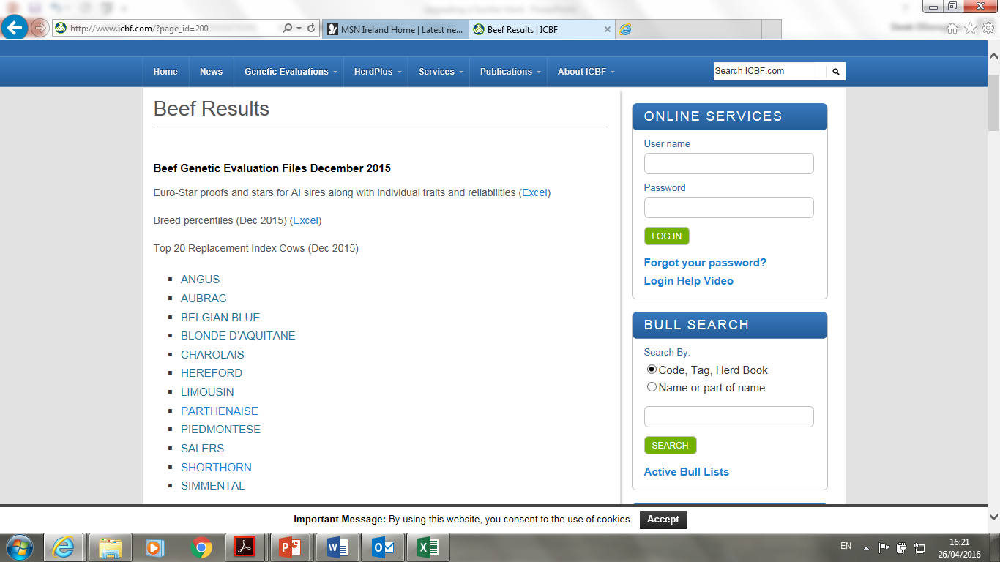 http://www.icbf.com/?page_id=200
MSN Ireland Home | Latest ne...
Beef Results | ICBF
Home
News
Genetic Evaluations
HerdPlus
Services
Publications
About ICBF
Search ICBF.com
Beef Results
Beef Genetic Evaluation Files December 2015
Euro-Star proofs and stars for AI sires along with individual traits and reliabilities (Excel)
Breed percentiles (Dec 2015) (Excel)
Top 20 Replacement Index Cows (Dec 2015)
ANGUS
AUBRAC
BELGIAN BLUE
BLONDE D’AQUITANE
CHAROLAIS
HEREFORD
LIMOUSIN
PARTHENAISE
PIEDMONTESE
SALERS
SHORTHORN
SIMMENTAL
ONLINE SERVICES
User name
Password
LOG IN
Forgot your password?
Login Help Video
BULL SEARCH
Search By:
Code, Tag, Herd Book
Name or part of name
SEARCH
Active Bull Lists
Important Message: By using this website, you consent to the use of cookies.
Accept
EN
16:21
26/04/2016